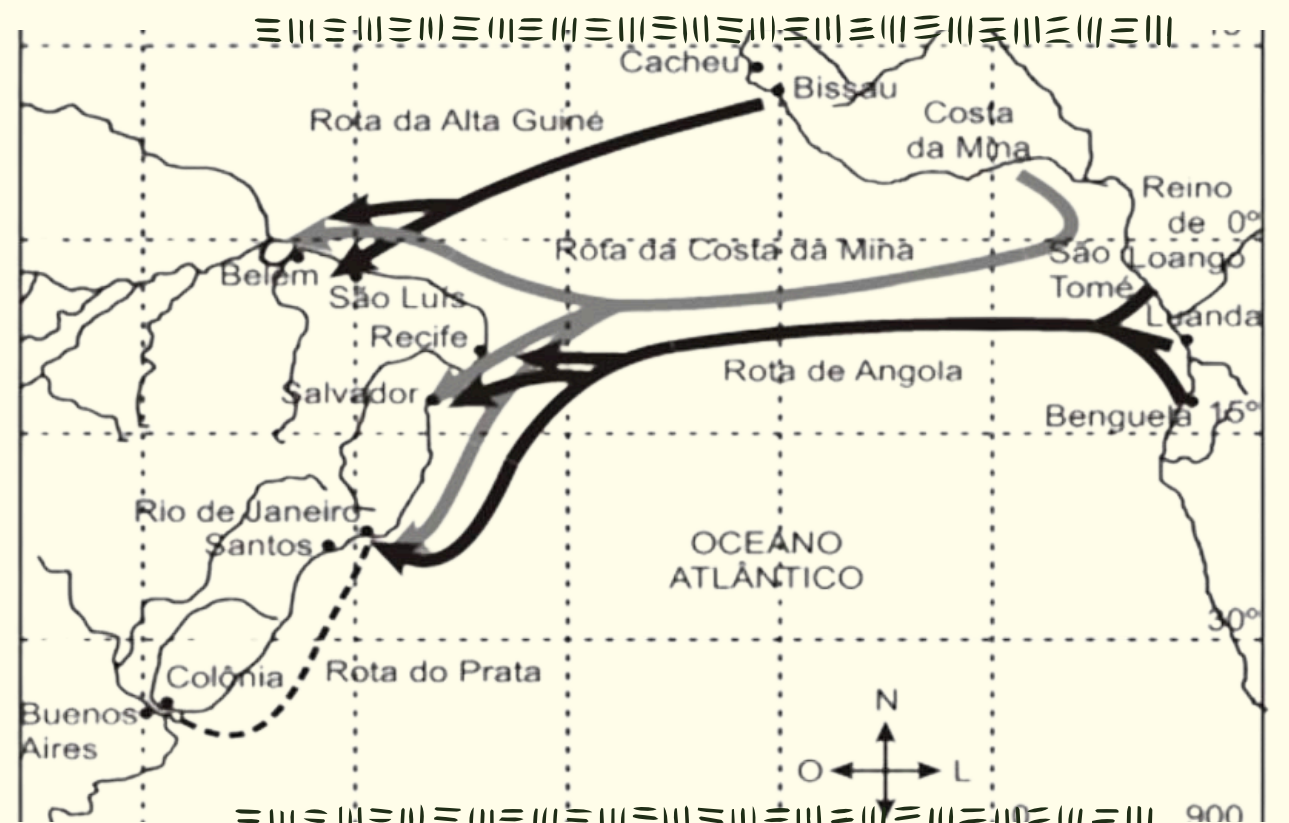 Cacheu
Bissau
Costa
da Mina
Rota da Alta Guiné
Reino
de 0°
Loango
São
Tomé
Rota da Costa da Mina
Belém
São Luís
Luanda
Recife
Rota de Angola
Salvador
Benguela 15°
Rio de Janeiro
Santos
OCEANO
ATLÂNTICO
30°
Rota do Prata
Colônia
Buenos
Aires
N
O L
900